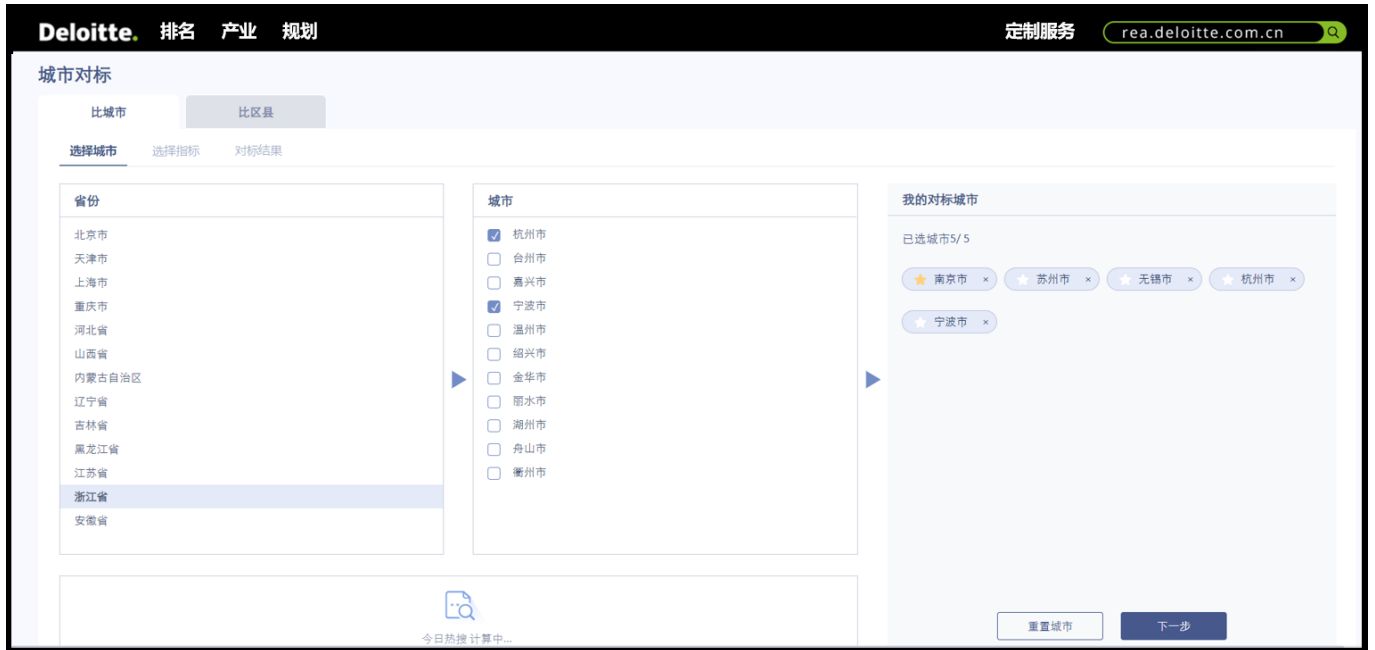 Deloitte. 排名 产业 规划 定制服务 rea.deloitte.com.cn
城市对标
比城市 比区县
选择城市 选择指标 对标结果
省份
北京市
天津市
上海市
重庆市
河北省
山西省
内蒙古自治区
辽宁省
吉林省
黑龙江省
江苏省
浙江省
安徽省
城市
杭州市
台州市
嘉兴市
宁波市
温州市
绍兴市
金华市
丽水市
湖州市
舟山市
衢州市
我的对标城市
已选城市5/5
南京市 × 苏州市 × 无锡市 × 杭州市 ×
宁波市 ×
今日热搜计算中...
重置城市 下一步